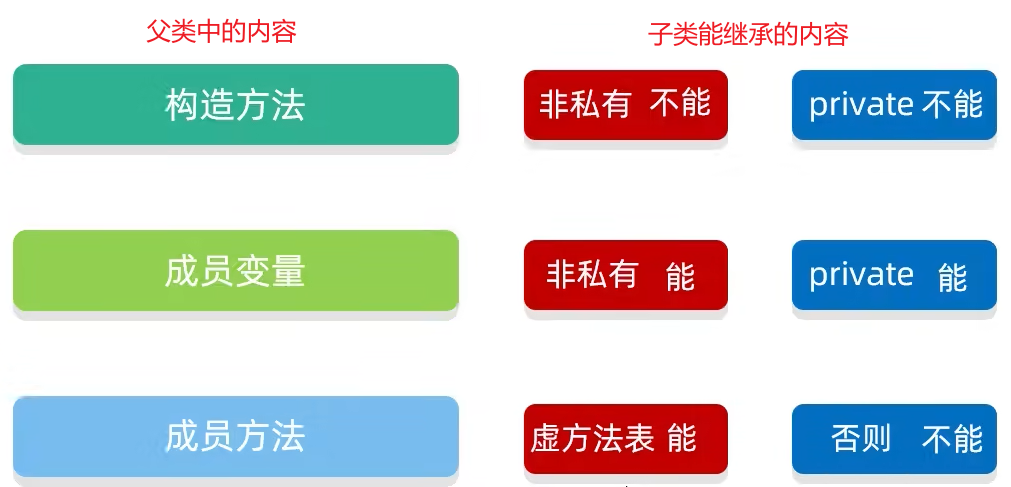 父类中的内容 子类能继承的内容
构造方法 非私有 不能 private 不能
成员变量 非私有 能 private 能
成员方法 虚方法表 能 否则 不能